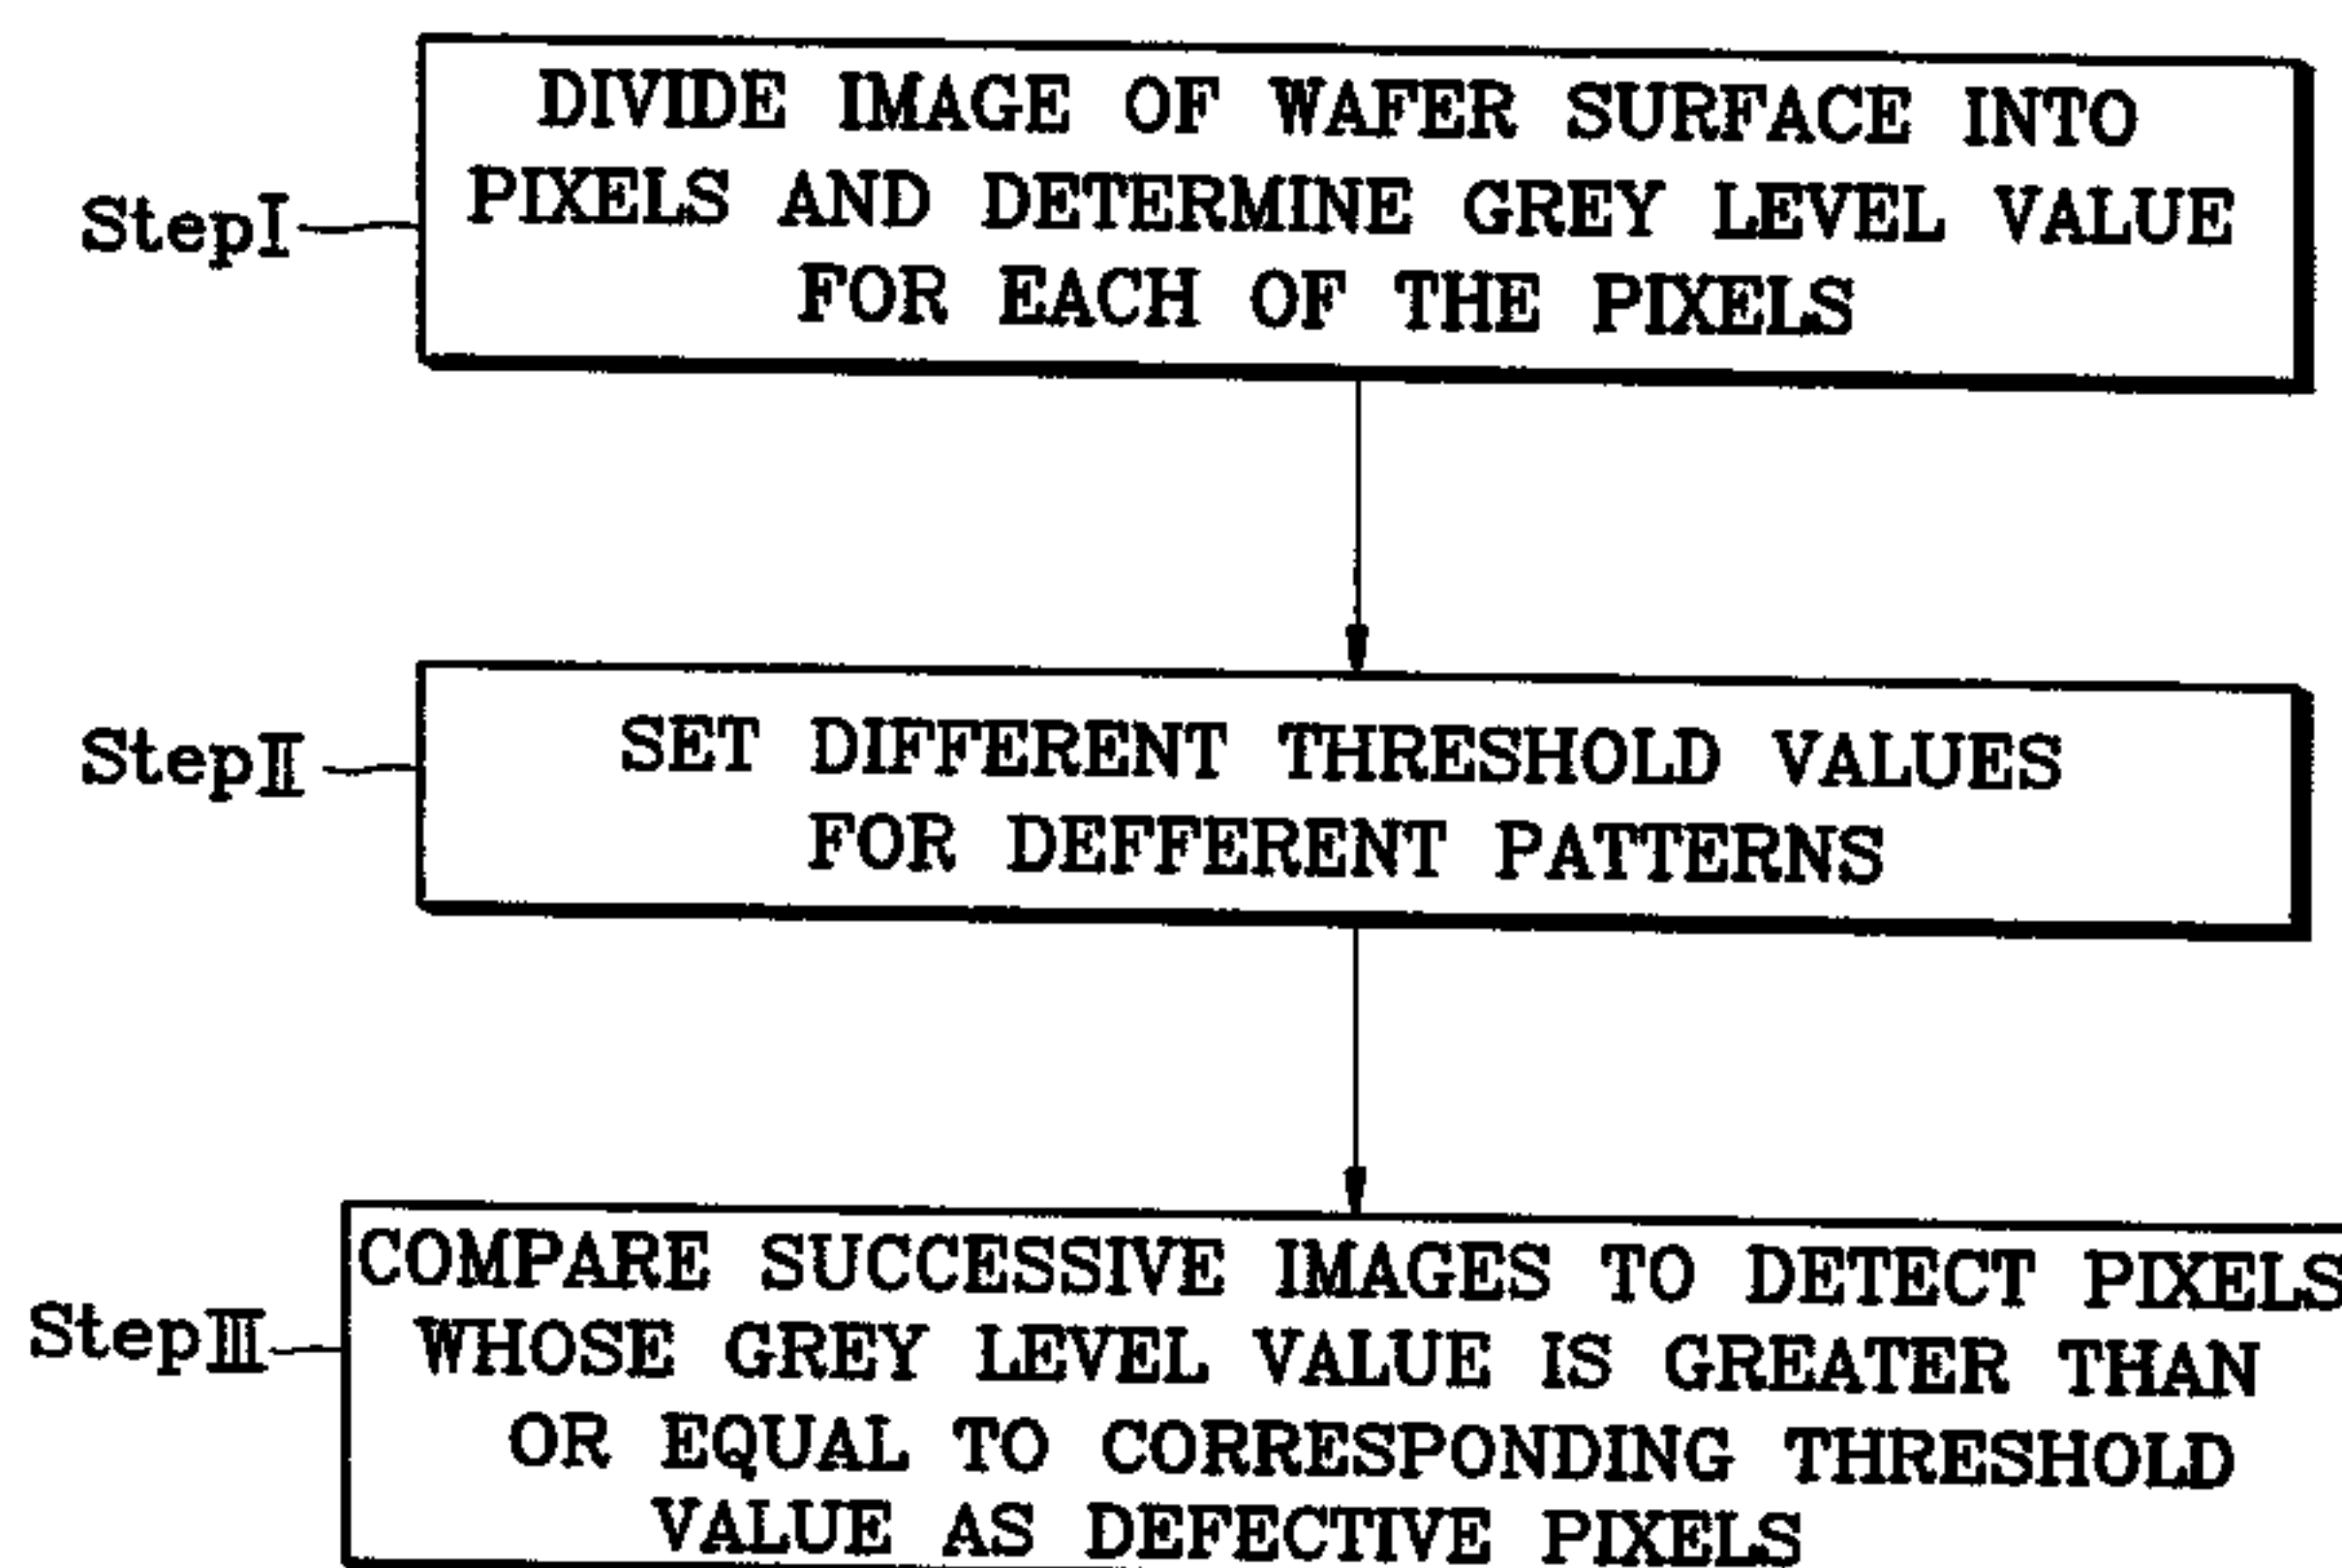 DIVIDE IMAGE OF WAFER SURFACE INTO
PIXELS AND DETERMINE GREY LEVEL VALUE
FOR EACH OF THE PIXELS
StepI
SET DIFFERENT THRESHOLD VALUES
FOR DEFFERENT PATTERNS
StepII
COMPARE SUCCESSIVE IMAGES TO DETECT PIXELS
WHOSE GREY LEVEL VALUE IS GREATER THAN
OR EQUAL TO CORRESPONDING THRESHOLD
VALUE AS DEFECTIVE PIXELS
StepIII